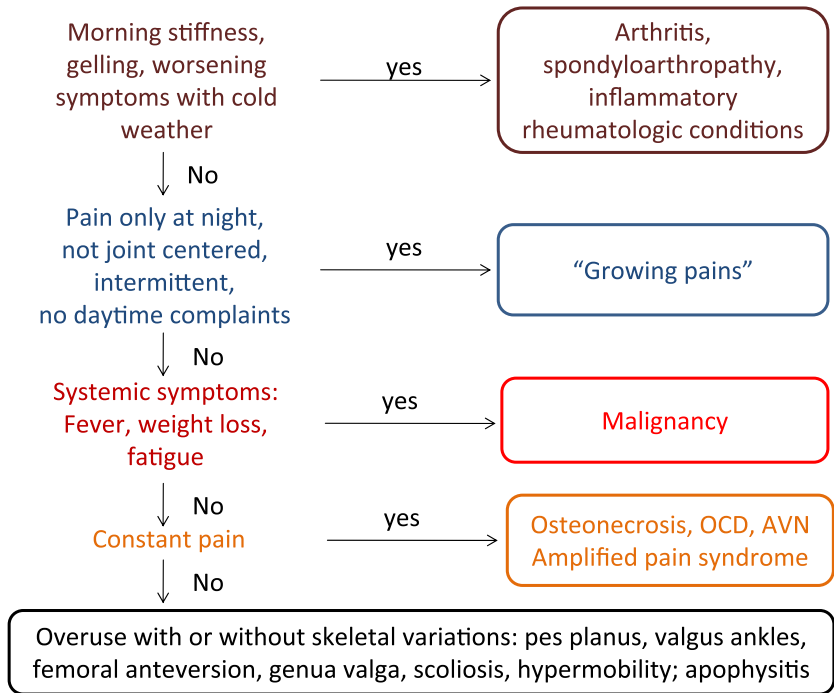 Morning stiffness,
gelling, worsening
symptoms with cold
weather
yes
Arthritis,
spondyloarthropathy,
inflammatory
rheumatologic conditions
No
Pain only at night,
not joint centered,
intermittent,
no daytime complaints
yes
“Growing pains”
No
Systemic symptoms:
Fever, weight loss,
fatigue
yes
Malignancy
No
Constant pain
yes
Osteonecrosis, OCD, AVN
Amplified pain syndrome
No
Overuse with or without skeletal variations: pes planus, valgus ankles,
femoral anteversion, genua valga, scoliosis, hypermobility; apophysitis